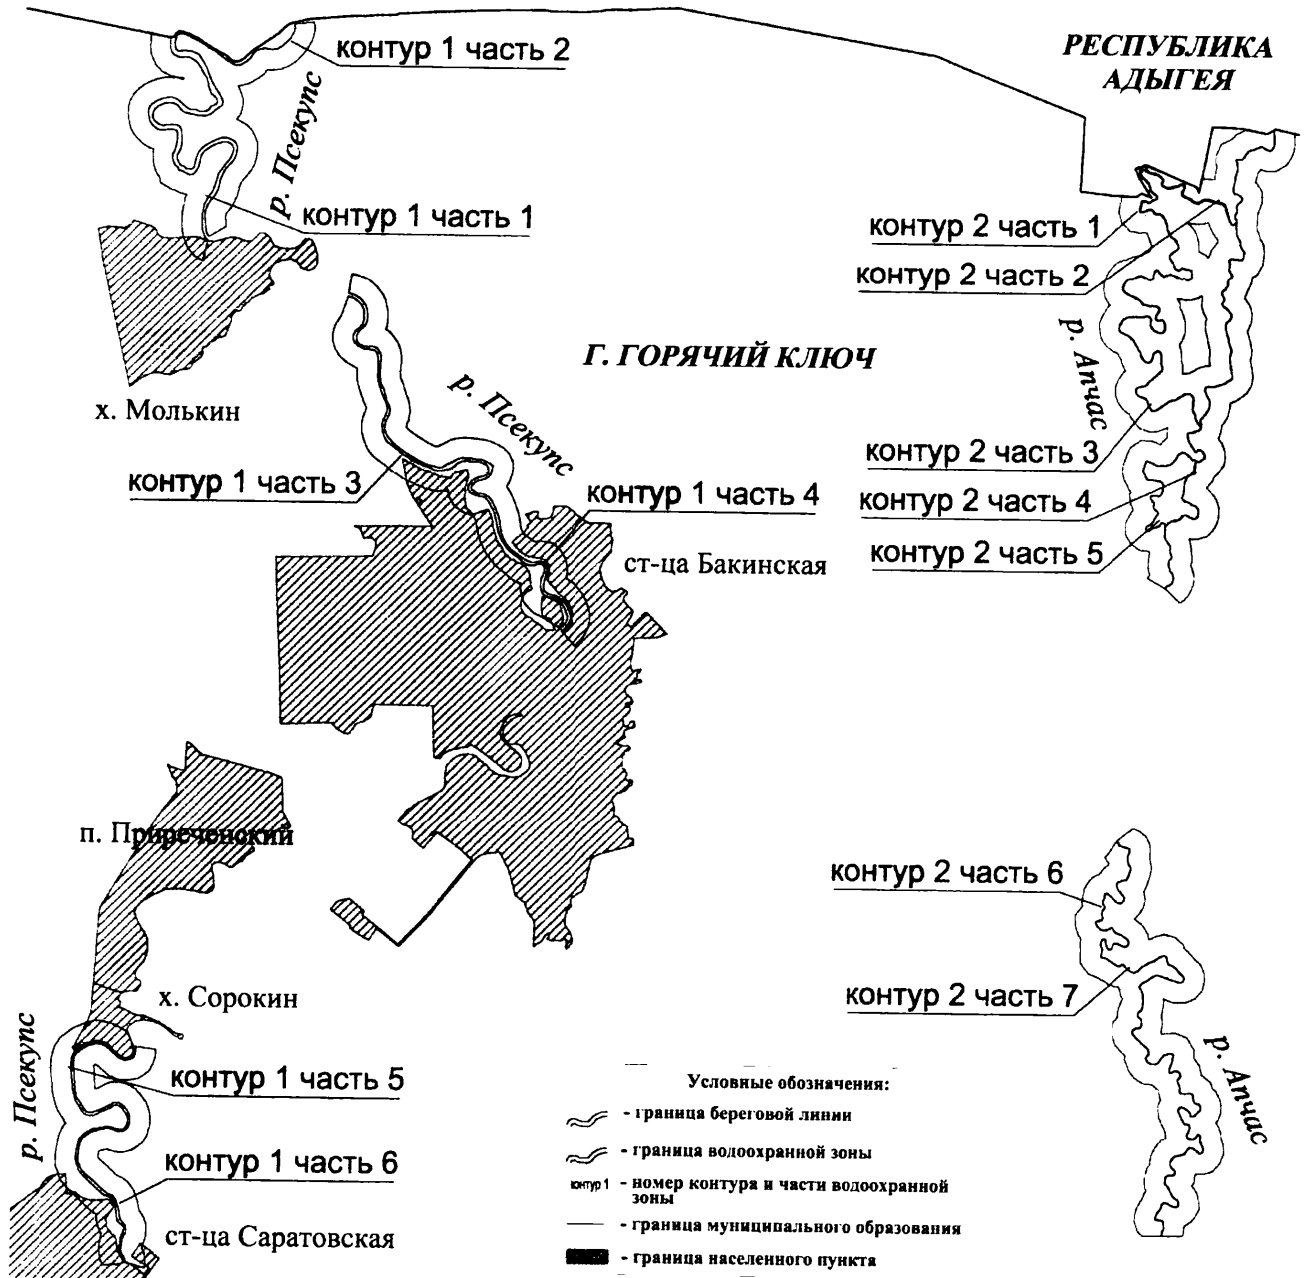 контур 1 часть 2
РЕСПУБЛИКА
АДЫГЕЯ
р. Псекупс
контур 1 часть 1
контур 2 часть 1
контур 2 часть 2
р. Апчас
Г. ГОРЯЧИЙ КЛЮЧ
х. Молькин
р. Псекупс
контур 1 часть 3
контур 1 часть 4
контур 2 часть 3
контур 2 часть 4
контур 2 часть 5
ст-ца Бакинская
п. Приреченский
контур 2 часть 6
х. Сорокин
контур 2 часть 7
р. Псекупс
контур 1 часть 5
р. Апчас
контур 1 часть 6
ст-ца Саратовская
Условные обозначения:
- граница береговой линии
- граница водоохранной зоны
контур 1 - номер контура и части водоохранной
зоны
- граница муниципального образования
- граница населенного пункта